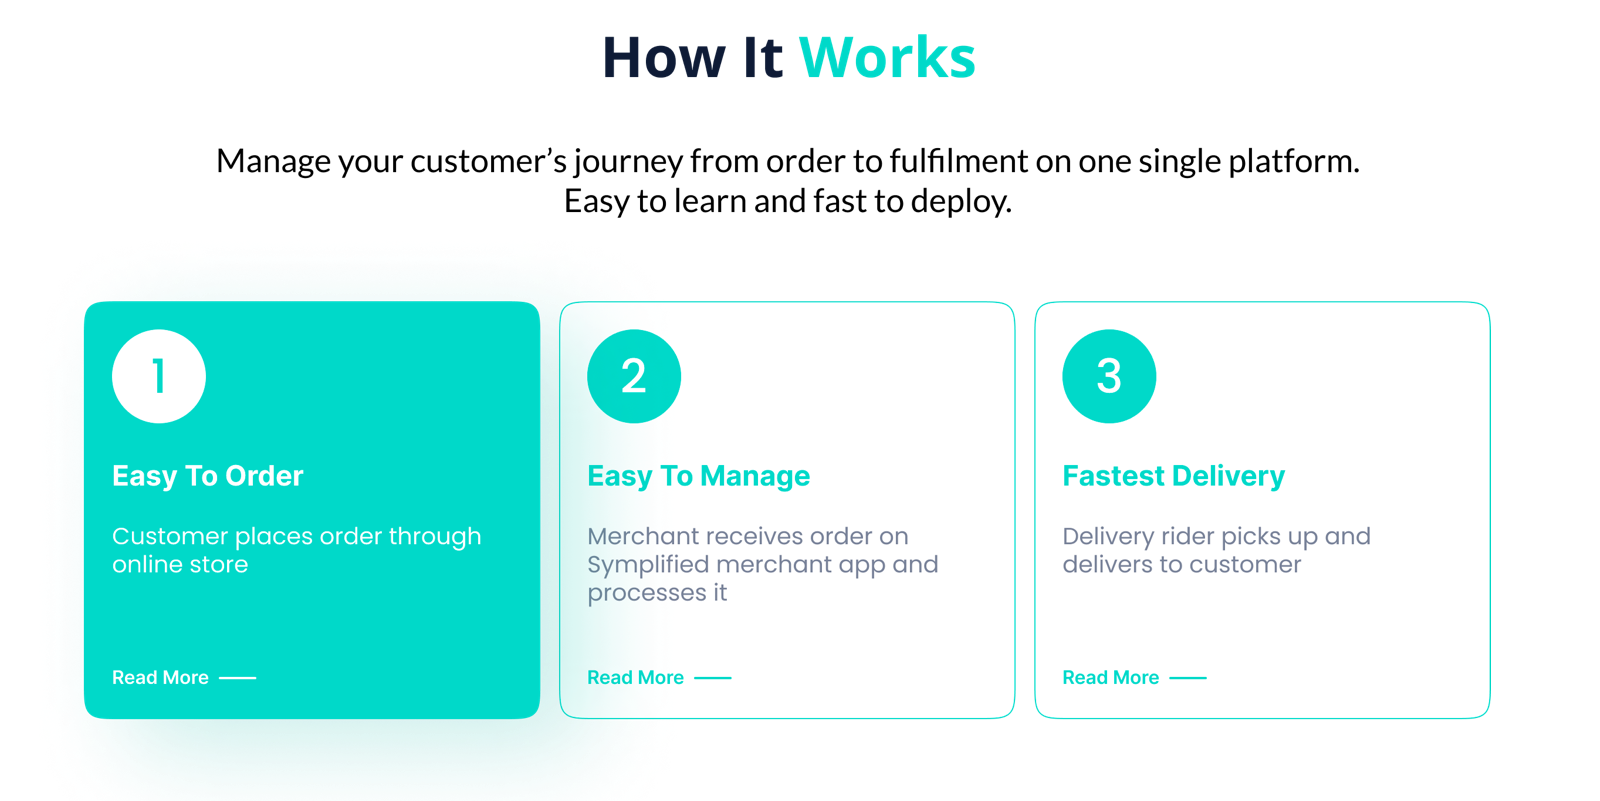 How It Works
Manage your customer’s journey from order to fulfilment on one single platform.
Easy to learn and fast to deploy.
1
Easy To Order
Customer places order through
online store
Read More
2
Easy To Manage
Merchant receives order on
Symplified merchant app and
processes it
Read More
3
Fastest Delivery
Delivery rider picks up and
delivers to customer
Read More